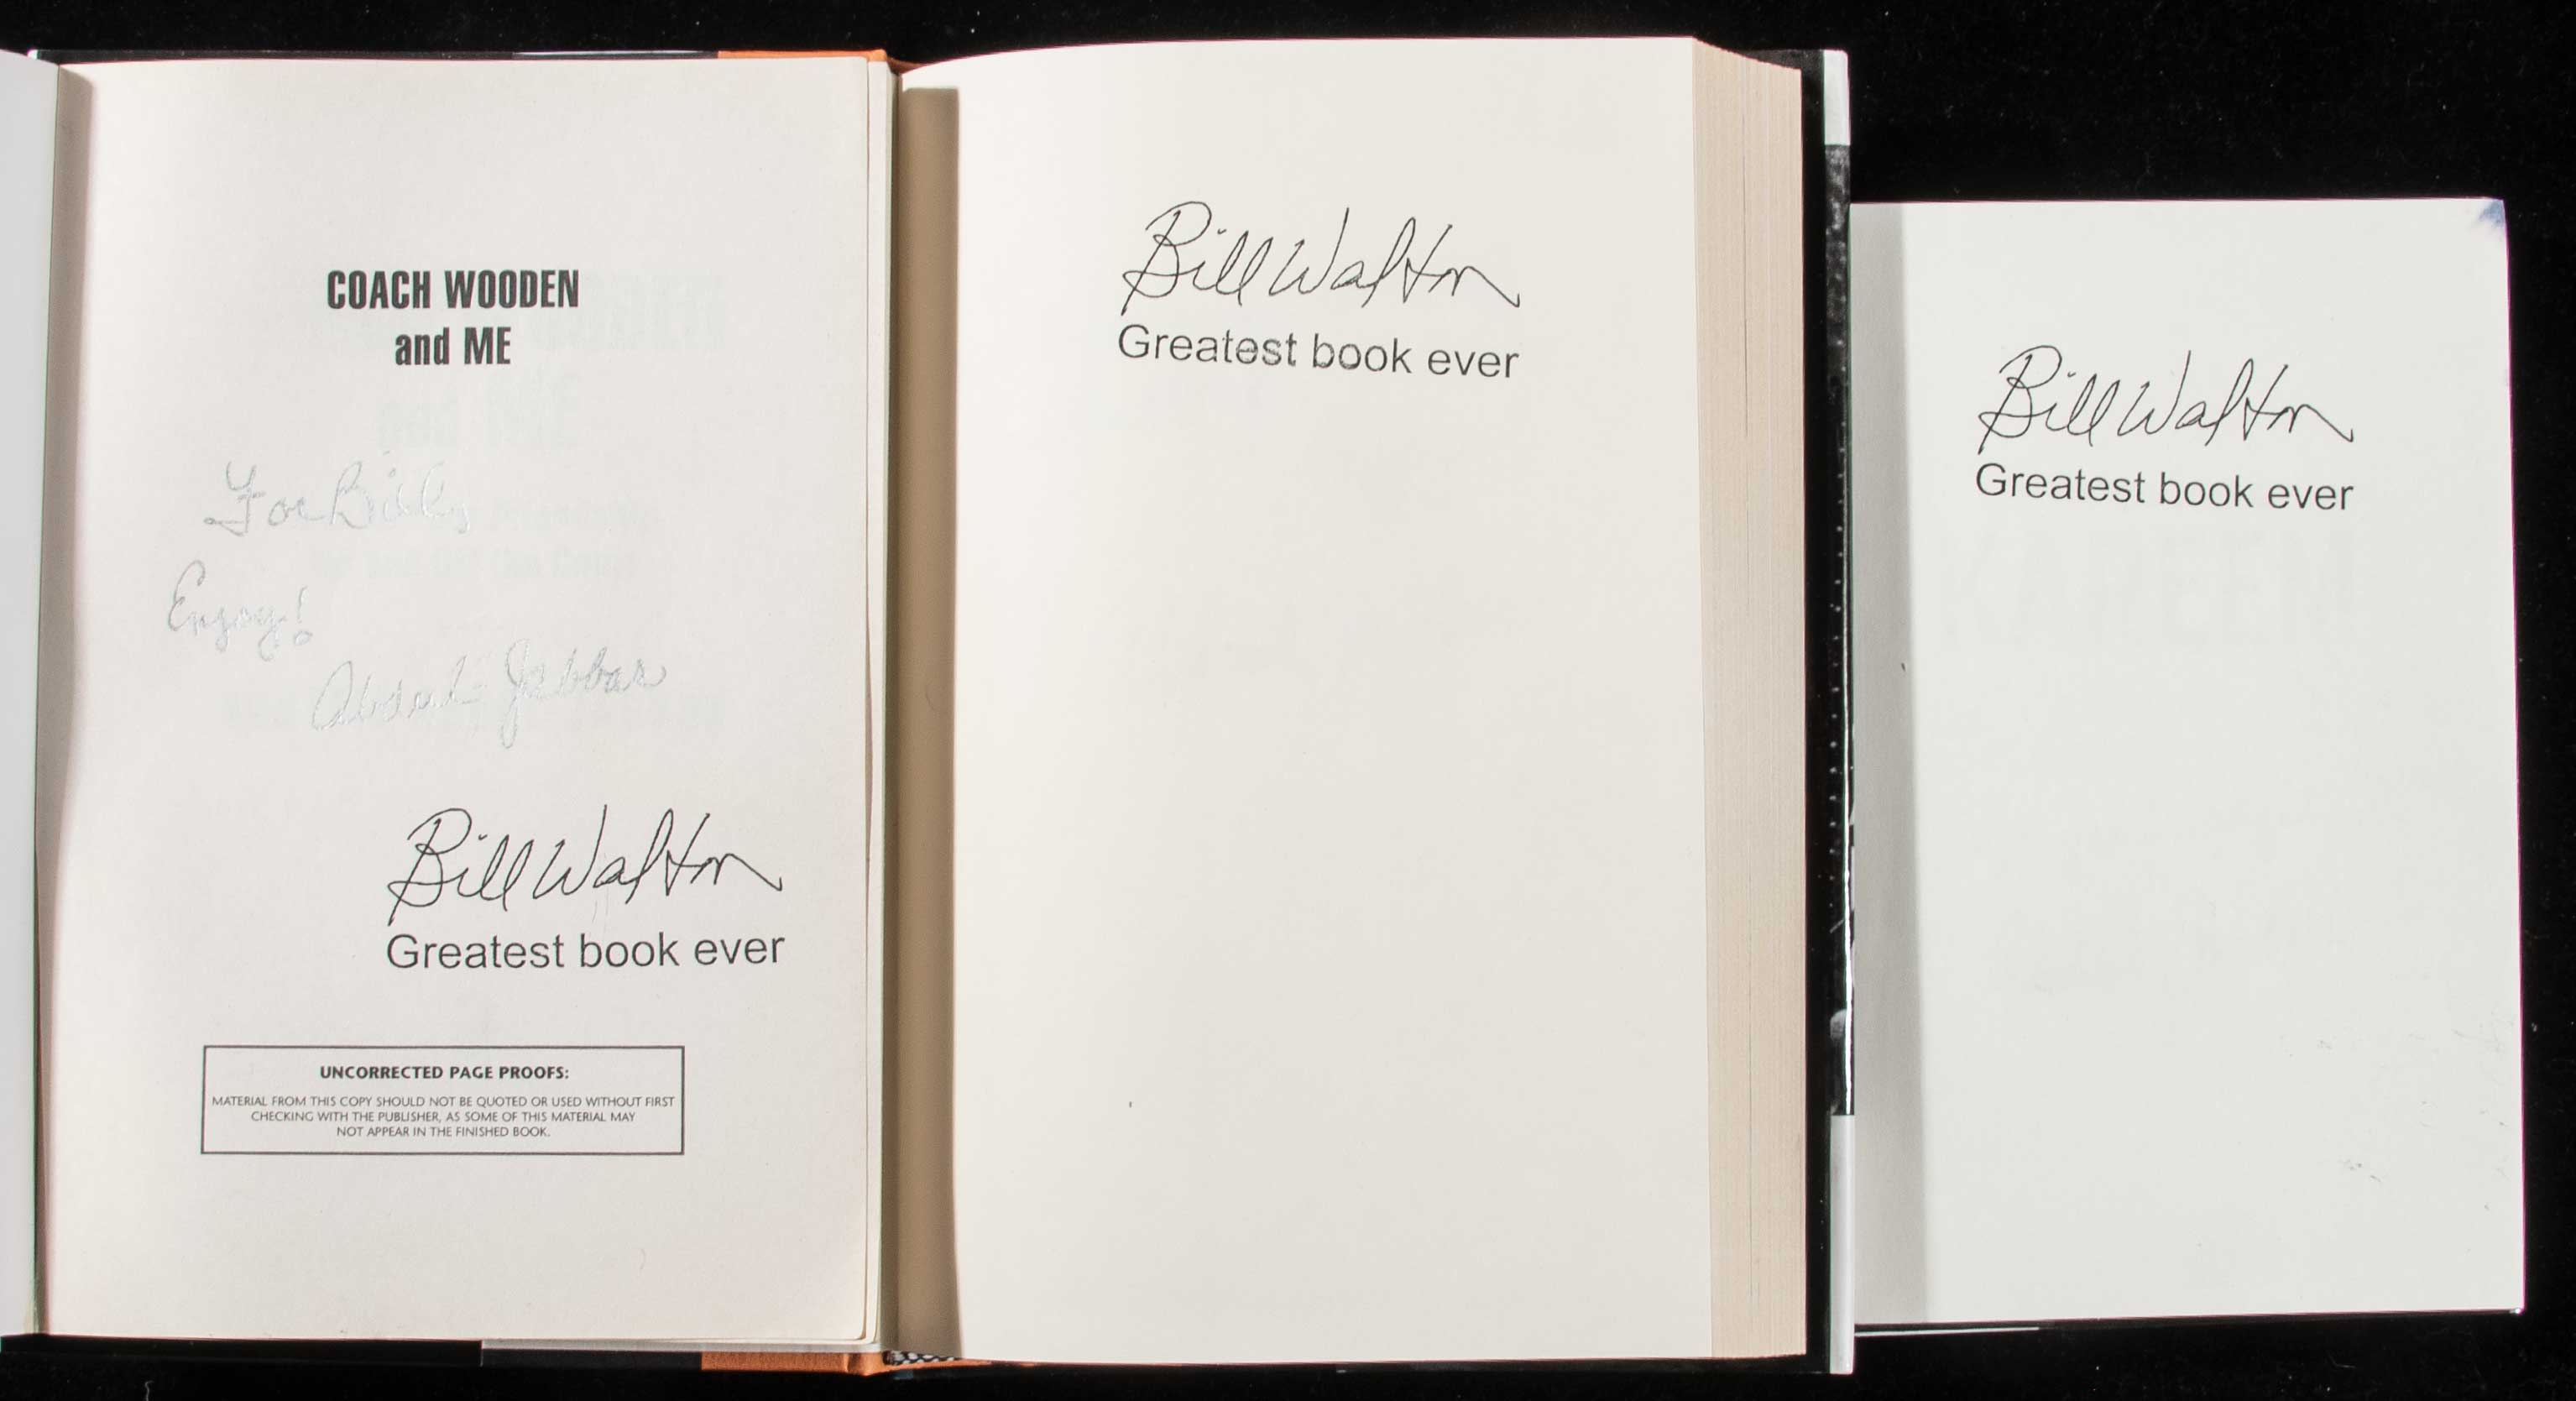 COACH WOODEN
and ME
For Billy
Enjoy!
Abdul-Jabbar
Bill Walton
Greatest book ever
UNCORRECTED PAGE PROOFS:
MATERIAL FROM THIS COPY SHOULD NOT BE QUOTED OR USED WITHOUT FIRST
CHECKING WITH THE PUBLISHER, AS SOME OF THIS MATERIAL MAY
NOT APPEAR IN THE FINISHED BOOK.
Bill Walton
Greatest book ever
Bill Walton
Greatest book ever